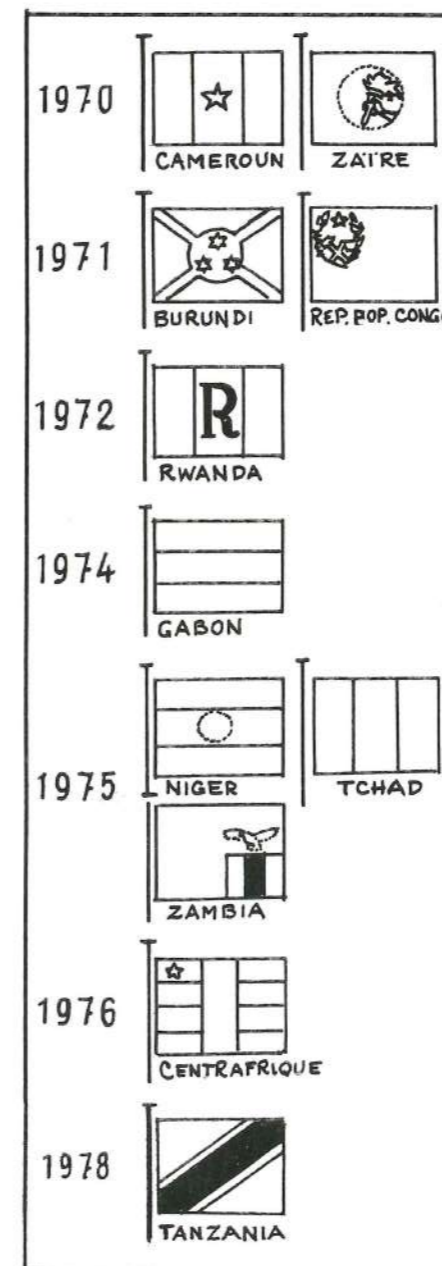 1970
CAMEROUN ZAÏRE
1971
BURUNDI REP. POP. CONGO
1972
R
RWANDA
1974
GABON
1975
NIGER TCHAD
ZAMBIA
1976
CENTRAFRIQUE
1978
TANZANIA